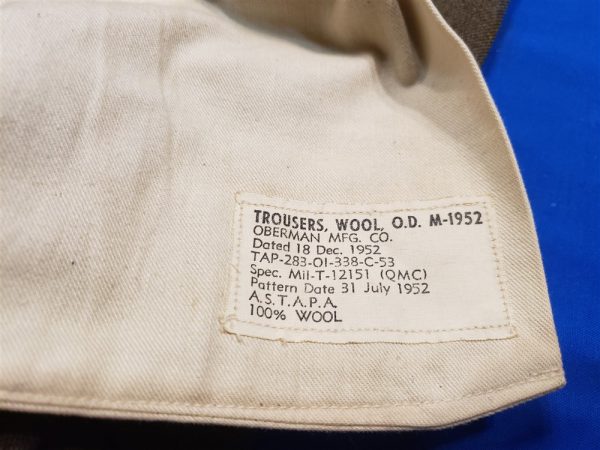 TROUSERS, WOOL, O.D. M-1952
OBERMAN MFG. CO.
Dated 18 Dec. 1952
TAP-283-OI-338-C-53
Spec. Mil-T-12151 (QMC)
Pattern Date 31 July 1952
A.S.T.A.P.A.
100% WOOL